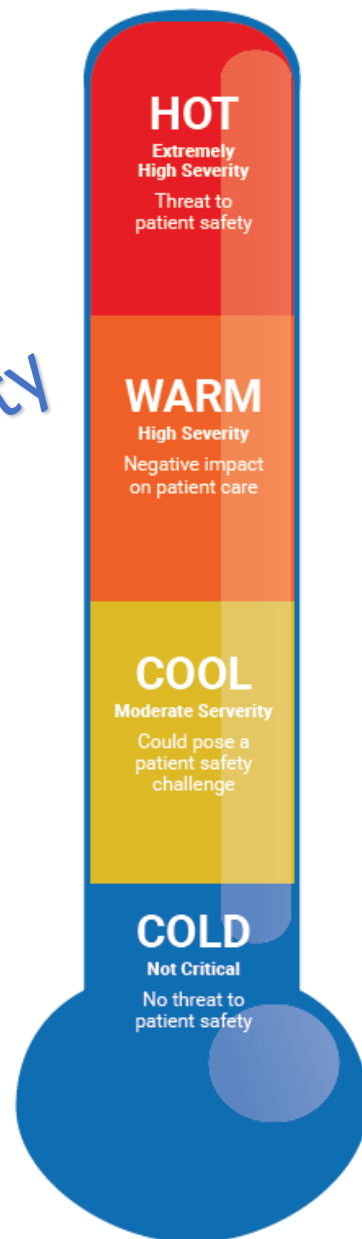 HOT
Extremely
High Severity
Threat to
patient safety
WARM
High Severity
Negative impact
on patient care
COOL
Moderate Serverity
Could pose a
patient safety
challenge
COLD
Not Critical
No threat to
patient safety